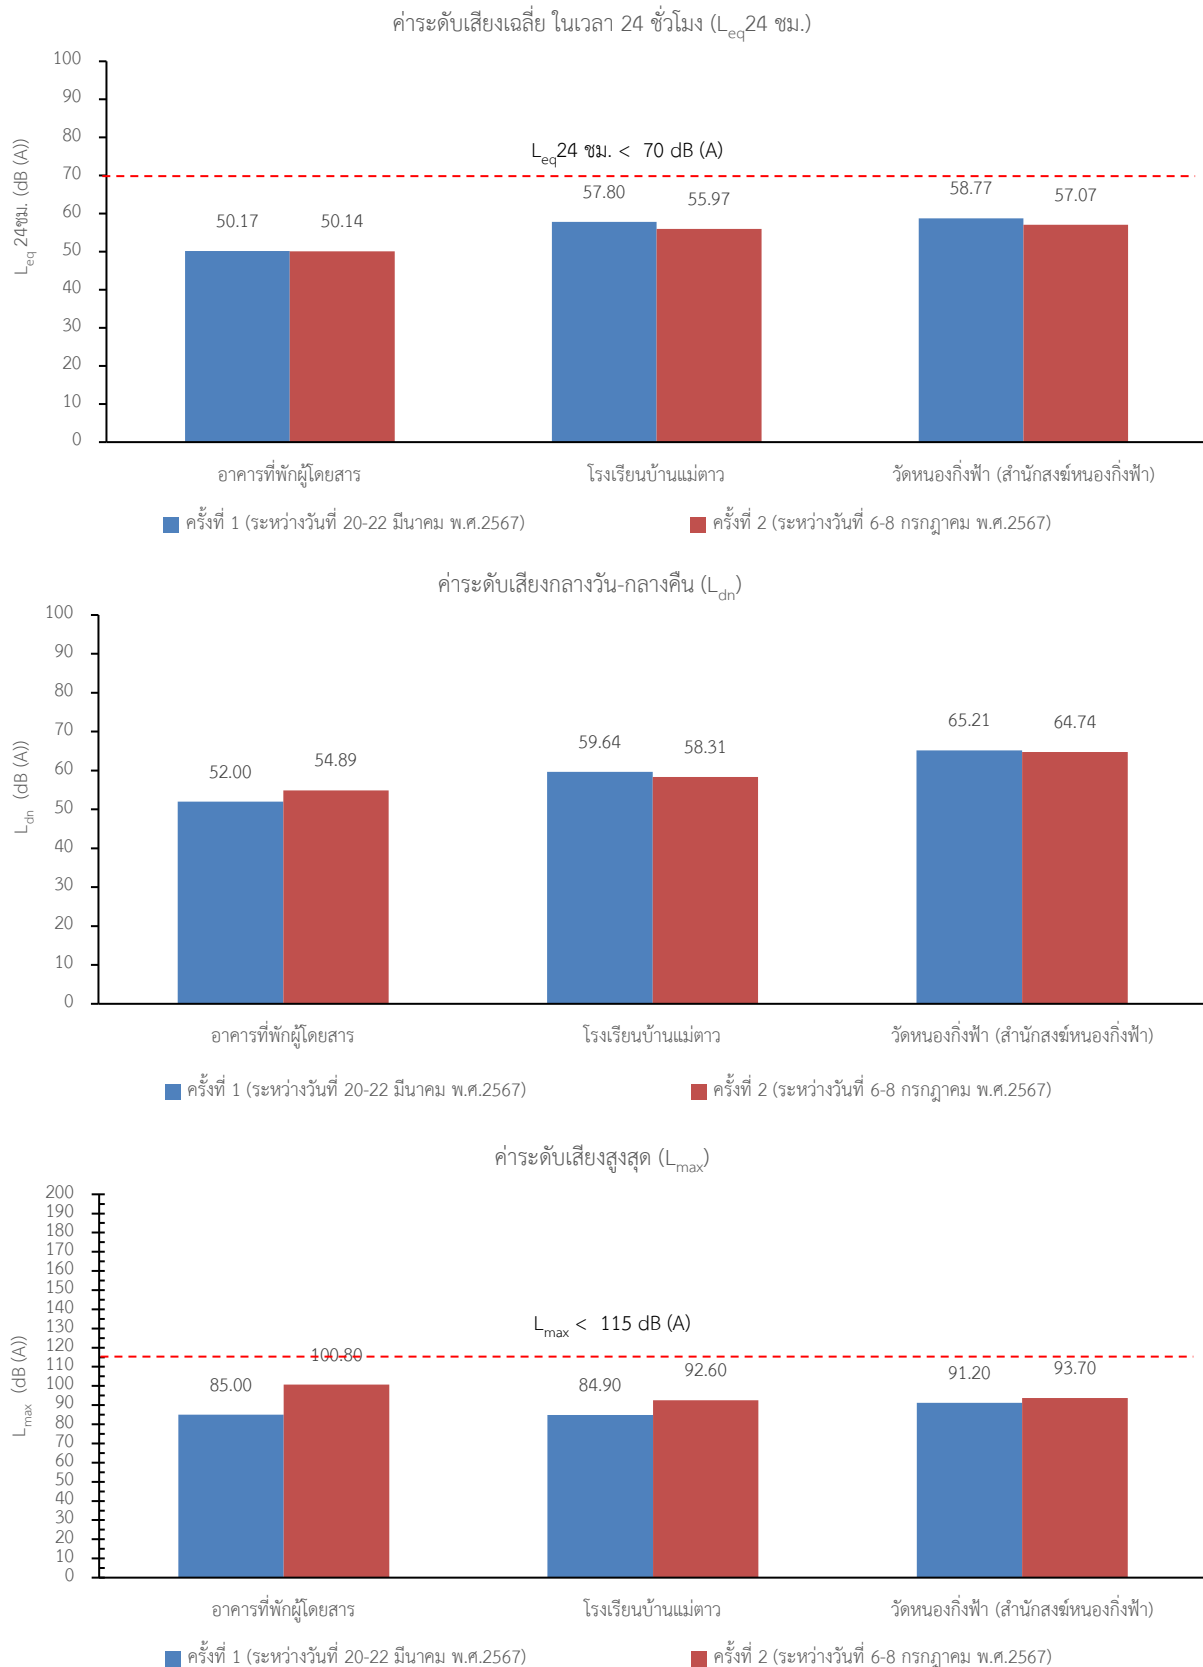 ค่าระดับเสียงเฉลี่ย ในเวลา 24 ชั่วโมง (Leq24 ชม.)
100
90
80
70
60
50
40
30
20
10
0
Leq 24ชม. (dB (A))
Leq24 ชม. < 70 dB (A)
50.17 50.14 57.80 55.97 58.77 57.07
อาคารที่พักผู้โดยสาร โรงเรียนบ้านแม่ตาว วัดหนองกิ่งฟ้า (สำนักสงฆ์หนองกิ่งฟ้า)
ครั้งที่ 1 (ระหว่างวันที่ 20-22 มีนาคม พ.ศ.2567) ครั้งที่ 2 (ระหว่างวันที่ 6-8 กรกฎาคม พ.ศ.2567)
ค่าระดับเสียงกลางวัน-กลางคืน (Ldn)
100
90
80
70
60
50
40
30
20
10
0
Ldn (dB (A))
52.00 54.89 59.64 58.31 65.21 64.74
อาคารที่พักผู้โดยสาร โรงเรียนบ้านแม่ตาว วัดหนองกิ่งฟ้า (สำนักสงฆ์หนองกิ่งฟ้า)
ครั้งที่ 1 (ระหว่างวันที่ 20-22 มีนาคม พ.ศ.2567) ครั้งที่ 2 (ระหว่างวันที่ 6-8 กรกฎาคม พ.ศ.2567)
ค่าระดับเสียงสูงสุด (Lmax)
200
190
180
170
160
150
140
130
120
110
100
90
80
70
60
50
40
30
20
10
0
Lmax (dB (A))
Lmax < 115 dB (A)
85.00 100.80 84.90 92.60 91.20 93.70
อาคารที่พักผู้โดยสาร โรงเรียนบ้านแม่ตาว วัดหนองกิ่งฟ้า (สำนักสงฆ์หนองกิ่งฟ้า)
ครั้งที่ 1 (ระหว่างวันที่ 20-22 มีนาคม พ.ศ.2567) ครั้งที่ 2 (ระหว่างวันที่ 6-8 กรกฎาคม พ.ศ.2567)